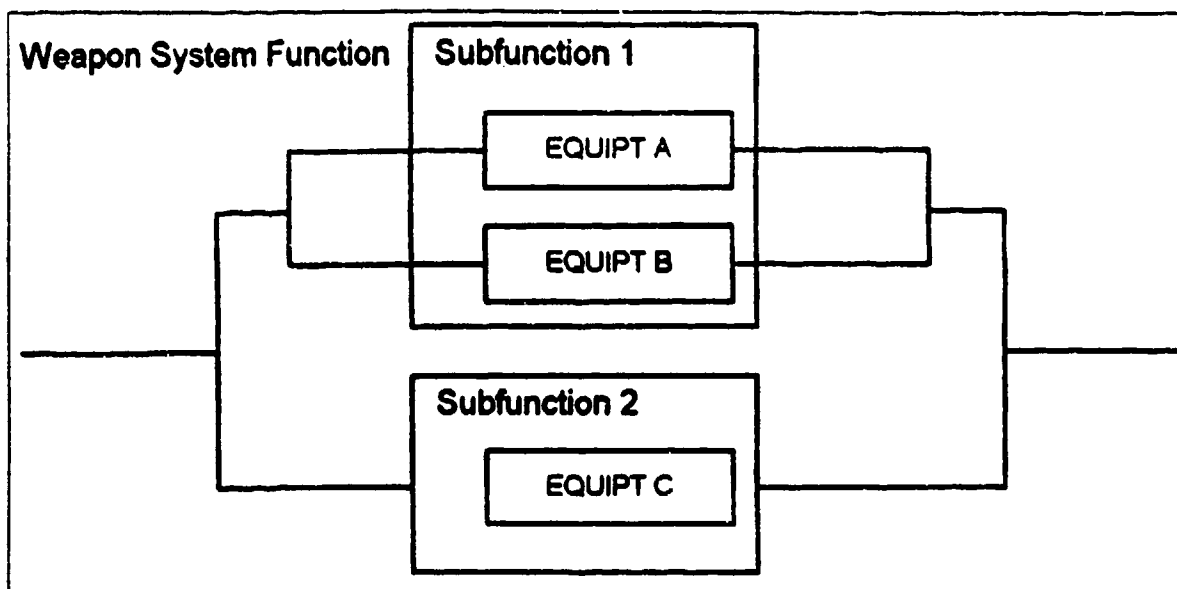 Weapon System Function
Subfunction 1
EQUIPT A
EQUIPT B
Subfunction 2
EQUIPT C